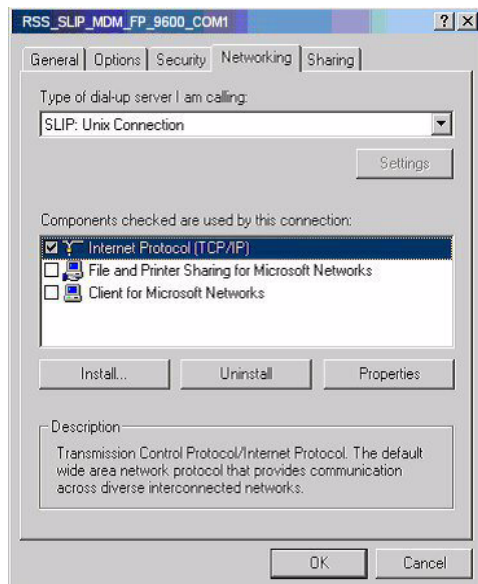 RSS_SLIP_MDM_FP_9600_COM1
General Options Security Networking Sharing
Type of dial-up server I am calling:
SLIP: Unix Connection
Settings
Components checked are used by this connection:
Internet Protocol (TCP/IP)
File and Printer Sharing for Microsoft Networks
Client for Microsoft Networks
Install... Uninstall Properties
Description
Transmission Control Protocol/Internet Protocol. The default
wide area network protocol that provides communication
across diverse interconnected networks.
OK Cancel